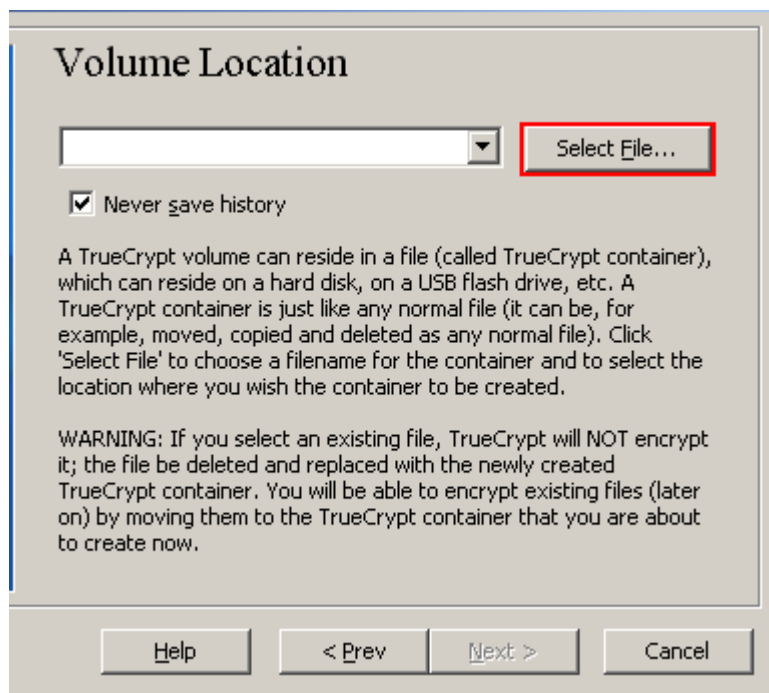 Volume Location
Select File...
Never save history
A TrueCrypt volume can reside in a file (called TrueCrypt container),
which can reside on a hard disk, on a USB flash drive, etc. A
TrueCrypt container is just like any normal file (it can be, for
example, moved, copied and deleted as any normal file). Click
'Select File' to choose a filename for the container and to select the
location where you wish the container to be created.
WARNING: If you select an existing file, TrueCrypt will NOT encrypt
it; the file be deleted and replaced with the newly created
TrueCrypt container. You will be able to encrypt existing files (later
on) by moving them to the TrueCrypt container that you are about
to create now.
Help
< Prev
Next >
Cancel